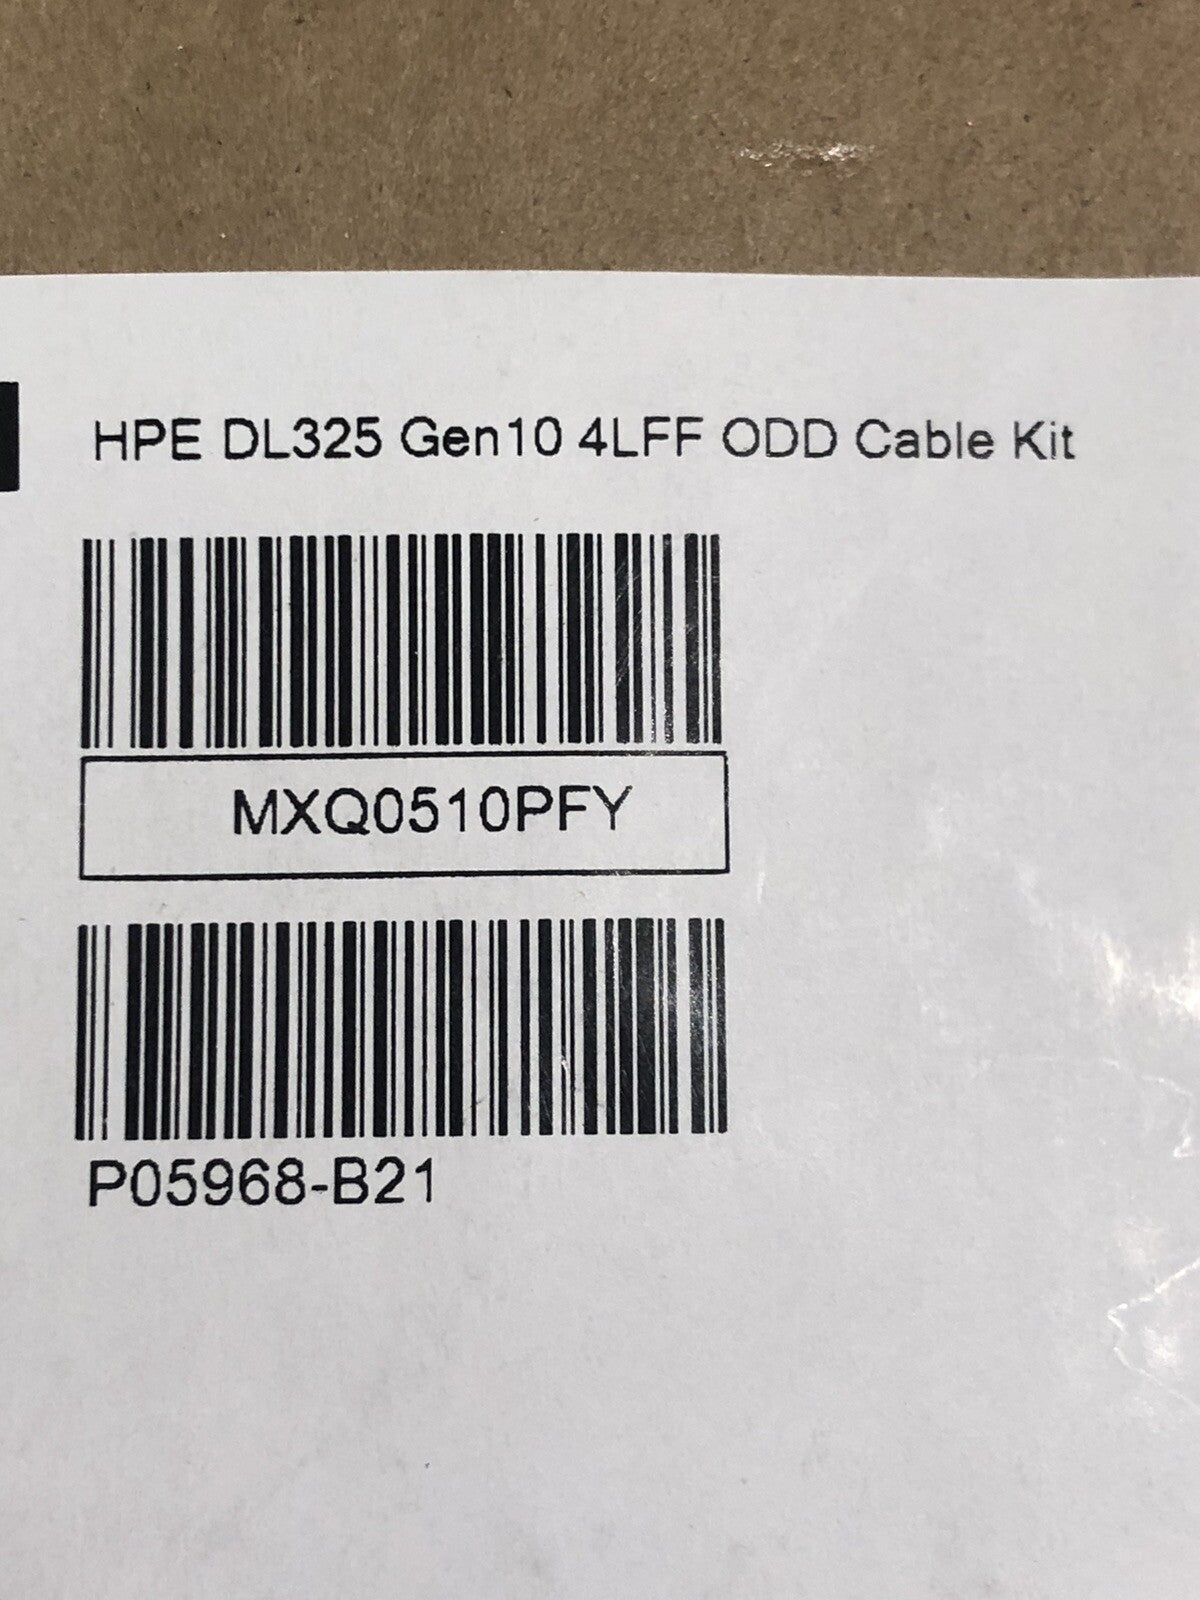 HPE DL325 Gen10 4LFF ODD Cable Kit
MXQ0510PFY
P05968-B21